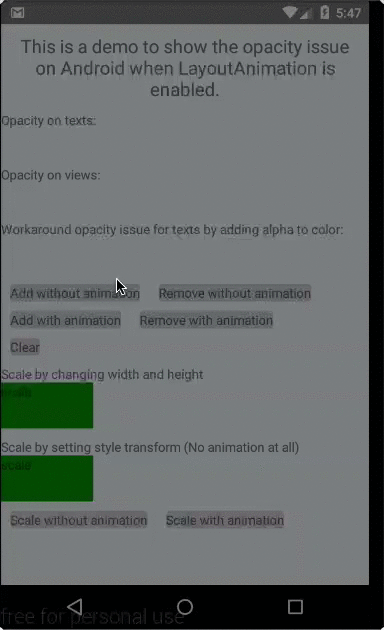 5:47
This is a demo to show the opacity issue
on Android when LayoutAnimation is
enabled.
Opacity on texts:
Opacity on views:
Workaround opacity issue for texts by adding alpha to color:
Add without animation Remove without animation
Add with animation Remove with animation
Clear
Scale by changing width and height
scale
Scale by setting style transform (No animation at all)
scale
Scale without animation Scale with animation
free for personal use